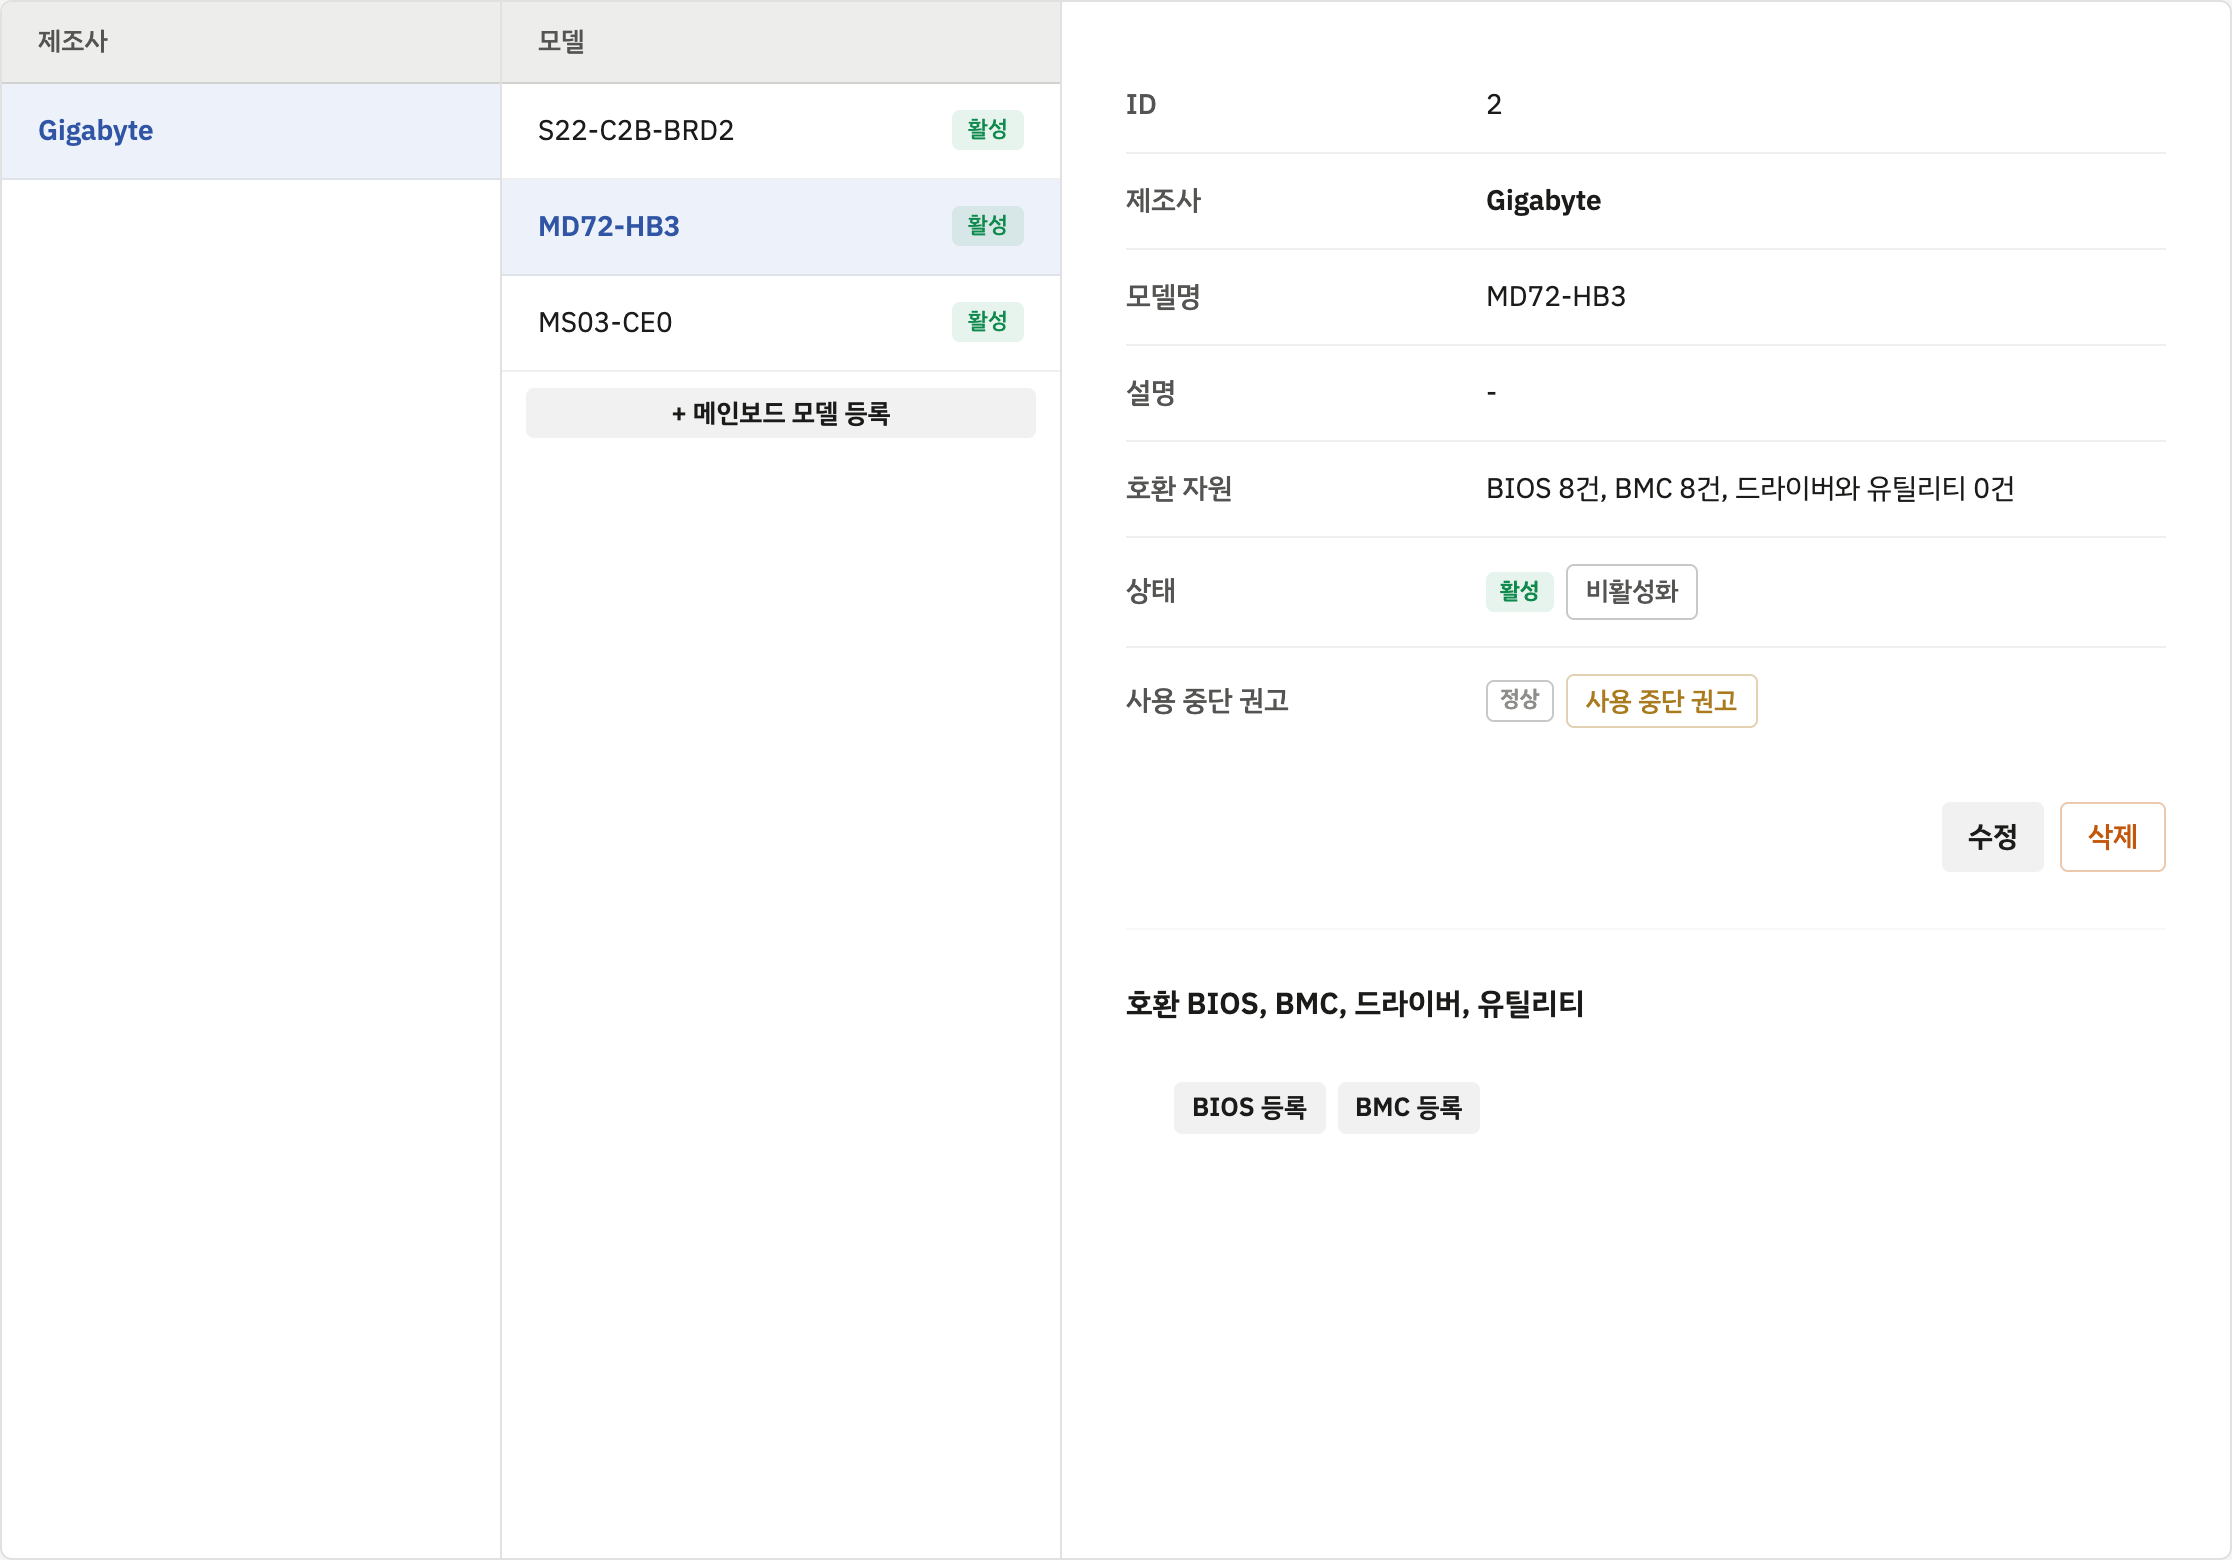 제조사
모델
Gigabyte
S22-C2B-BRD2 활성
MD72-HB3 활성
MS03-CE0 활성
+ 메인보드 모델 등록
ID 2
제조사 Gigabyte
모델명 MD72-HB3
설명 -
호환 자원 BIOS 8건, BMC 8건, 드라이버와 유틸리티 0건
상태 활성 비활성화
사용 중단 권고 정상 사용 중단 권고
수정 삭제
호환 BIOS, BMC, 드라이버, 유틸리티
BIOS 등록 BMC 등록